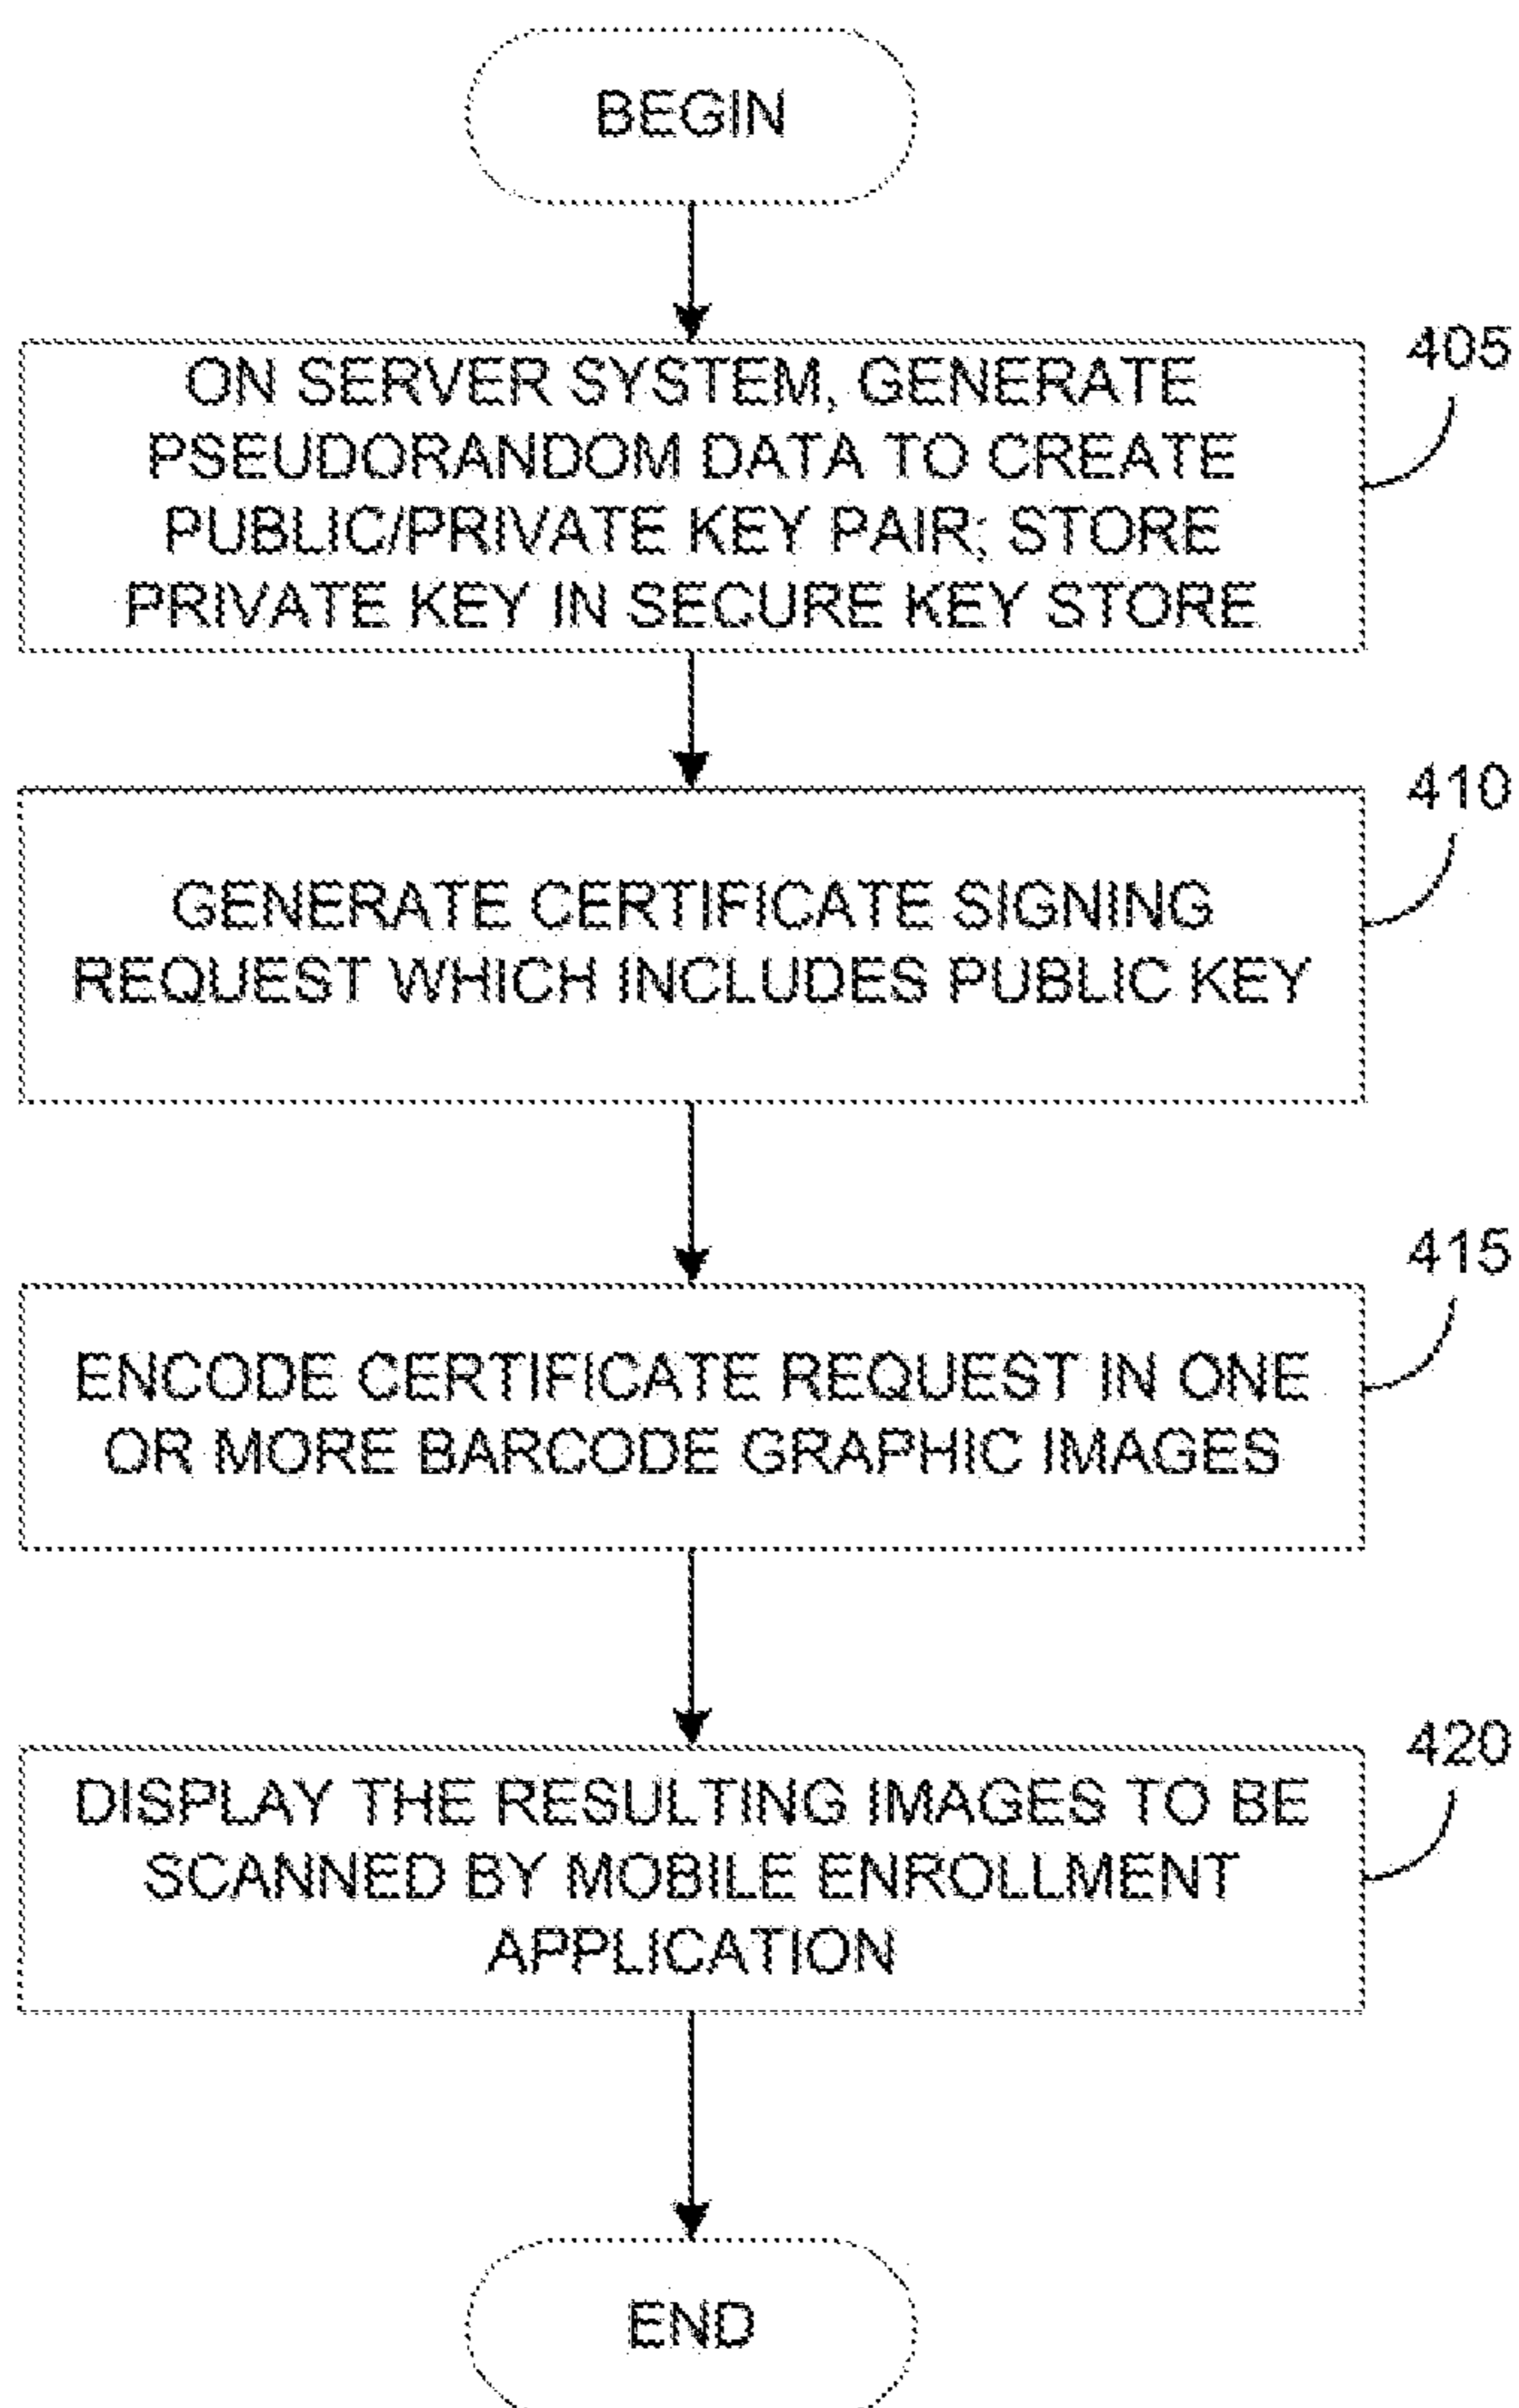 BEGIN
405
ON SERVER SYSTEM, GENERATE
PSEUDORANDOM DATA TO CREATE
PUBLIC/PRIVATE KEY PAIR; STORE
PRIVATE KEY IN SECURE KEY STORE
410
GENERATE CERTIFICATE SIGNING
REQUEST WHICH INCLUDES PUBLIC KEY
415
ENCODE CERTIFICATE REQUEST IN ONE
OR MORE BARCODE GRAPHIC IMAGES
420
DISPLAY THE RESULTING IMAGES TO BE
SCANNED BY MOBILE ENROLLMENT
APPLICATION
END